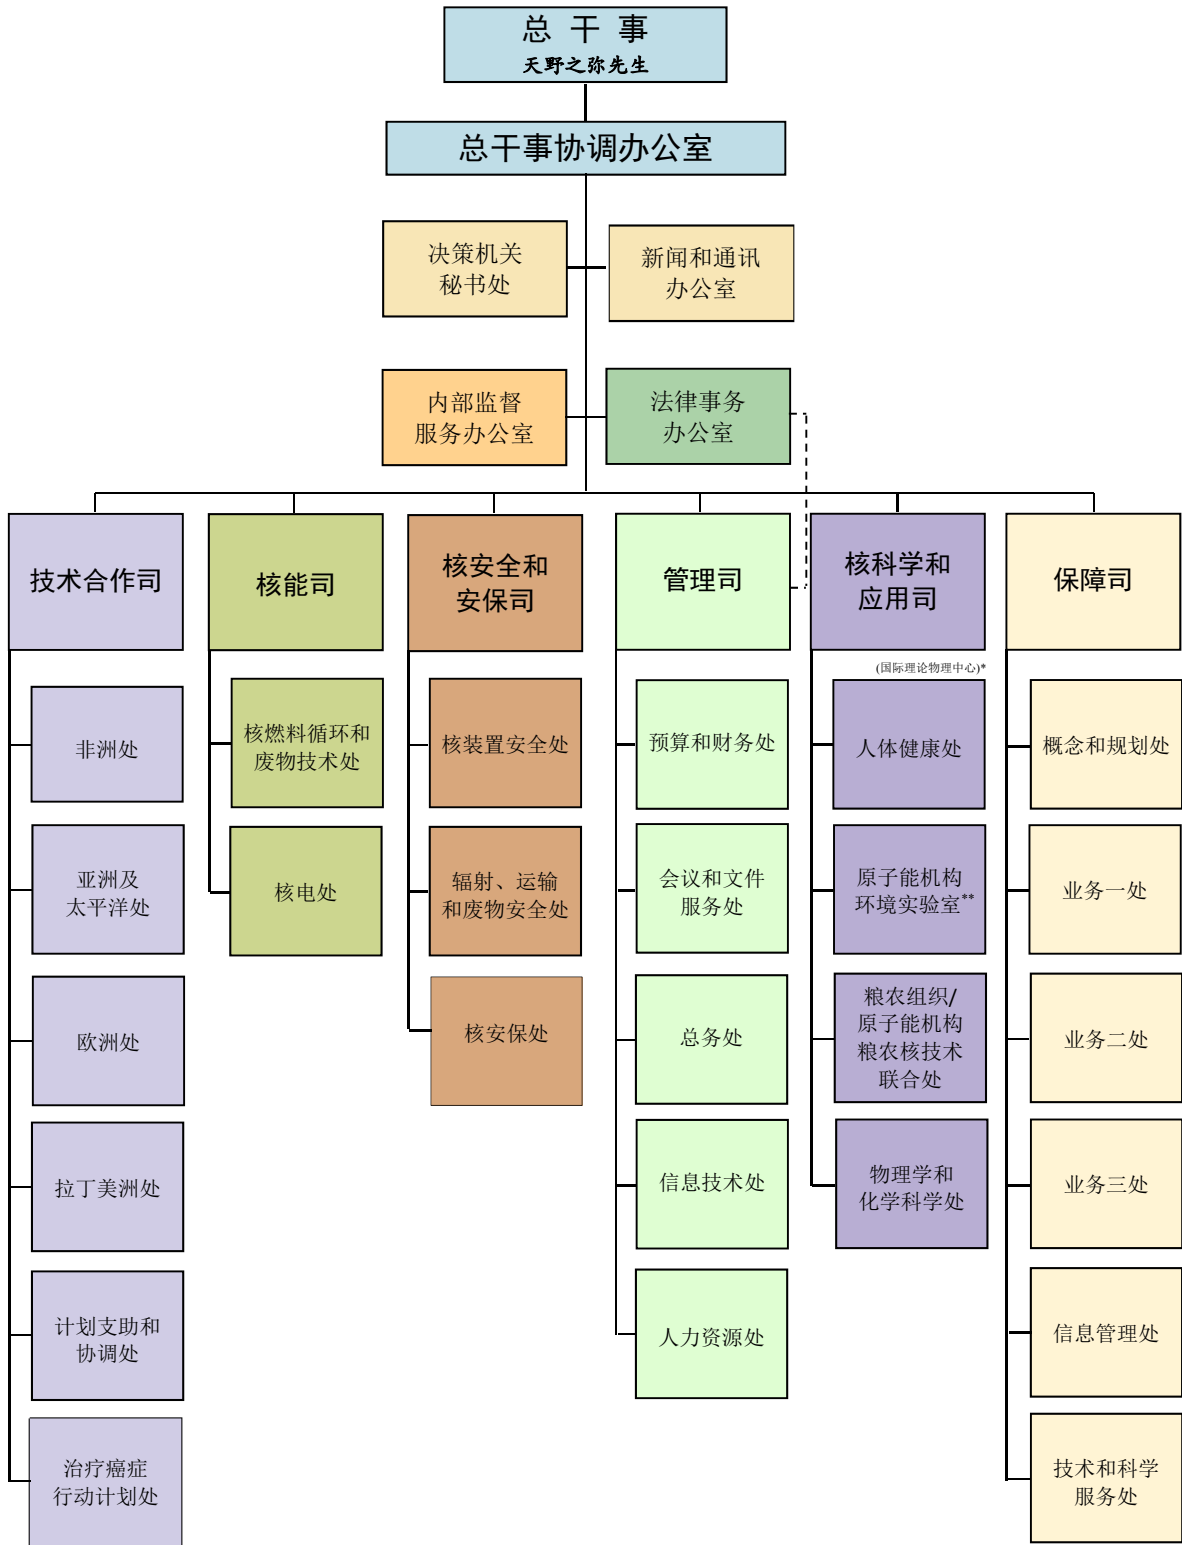 总 干 事
天野之弥先生
总干事协调办公室
决策机关
秘书处
新闻和通讯
办公室
内部监督
服务办公室
法律事务
办公室
技术合作司
非洲处
亚洲及
太平洋处
欧洲处
拉丁美洲处
计划支助和
协调处
治疗癌症
行动计划处
核能司
核燃料循环和
废物技术处
核电处
核安全和
安保司
核装置安全处
辐射、运输
和废物安全处
核安保处
管理司
预算和财务处
会议和文件
服务处
总务处
信息技术处
人力资源处
核科学和
应用司
(国际理论物理中心)*
人体健康处
原子能机构
环境实验室**
粮农组织/
原子能机构
粮农核技术
联合处
物理学和
化学科学处
保障司
概念和规划处
业务一处
业务二处
业务三处
信息管理处
技术和科学
服务处